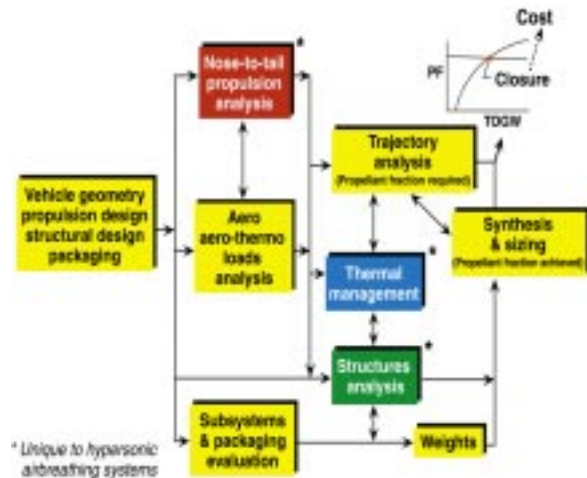 Cost
Closure
PF
TOGW
*
Nose-to-tail
propulsion
analysis
Trajectory
analysis
(Propellant fraction required)
Vehicle geometry
propulsion design
structural design
packaging
Aero
aero-thermo
loads
analysis
Synthesis
& sizing
(Propellant fraction achieved)
*
Thermal
management
*
Structures
analysis
Subsystems
& packaging
evaluation
Weights
* Unique to hypersonic
airbreathing systems